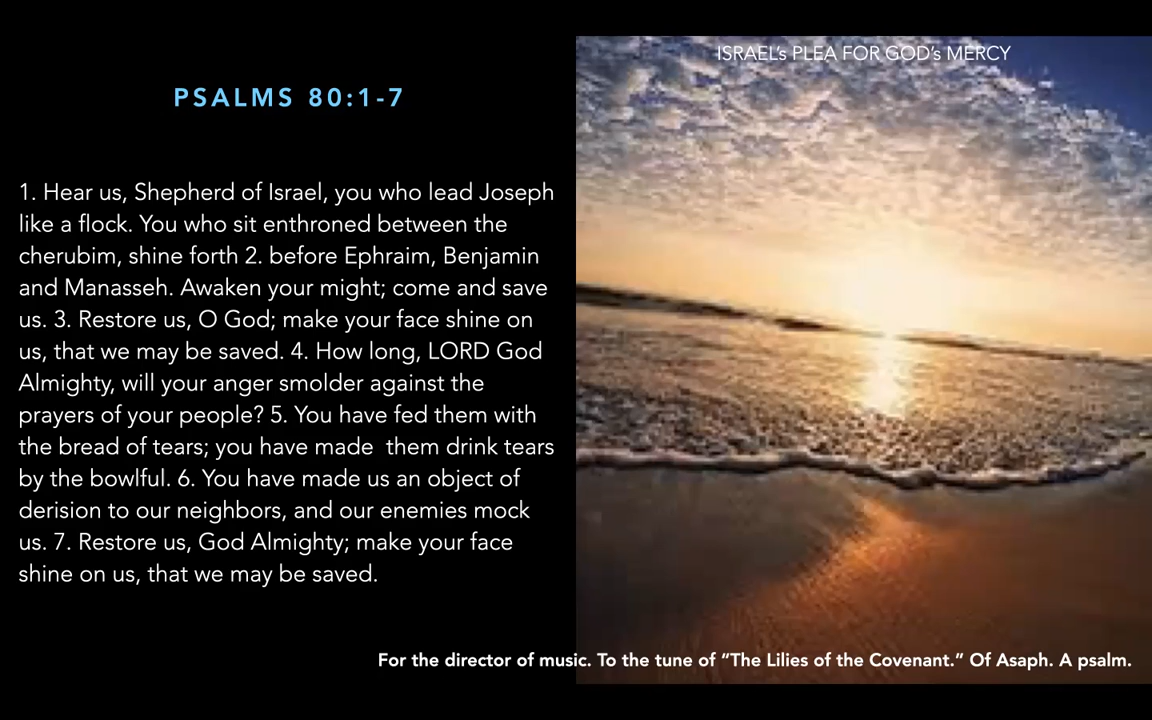 ISRAEL's PLEA FOR GOD's MERCY
PSALMS 80:1-7
1. Hear us, Shepherd of Israel, you who lead Joseph
like a flock. You who sit enthroned between the
cherubim, shine forth 2. before Ephraim, Benjamin
and Manasseh. Awaken your might; come and save
us. 3. Restore us, O God; make your face shine on
us, that we may be saved. 4. How long, LORD God
Almighty, will your anger smolder against the
prayers of your people? 5. You have fed them with
the bread of tears; you have made  them drink tears
by the bowlful. 6. You have made us an object of
derision to our neighbors, and our enemies mock
us. 7. Restore us, God Almighty; make your face
shine on us, that we may be saved.
For the director of music. To the tune of “The Lilies of the Covenant.” Of Asaph. A psalm.